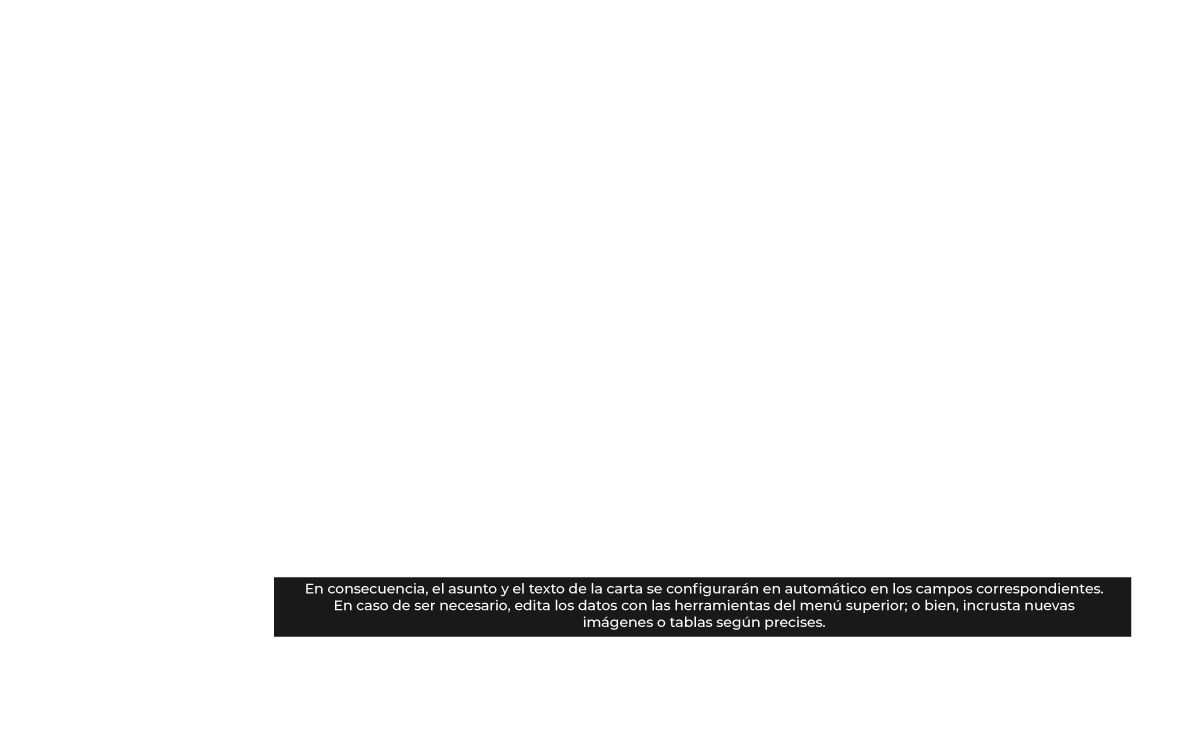 En consecuencia, el asunto y el texto de la carta se configurarán en automático en los campos correspondientes.
En caso de ser necesario, edita los datos con las herramientas del menú superior; o bien, incrusta nuevas
imágenes o tablas según precises.